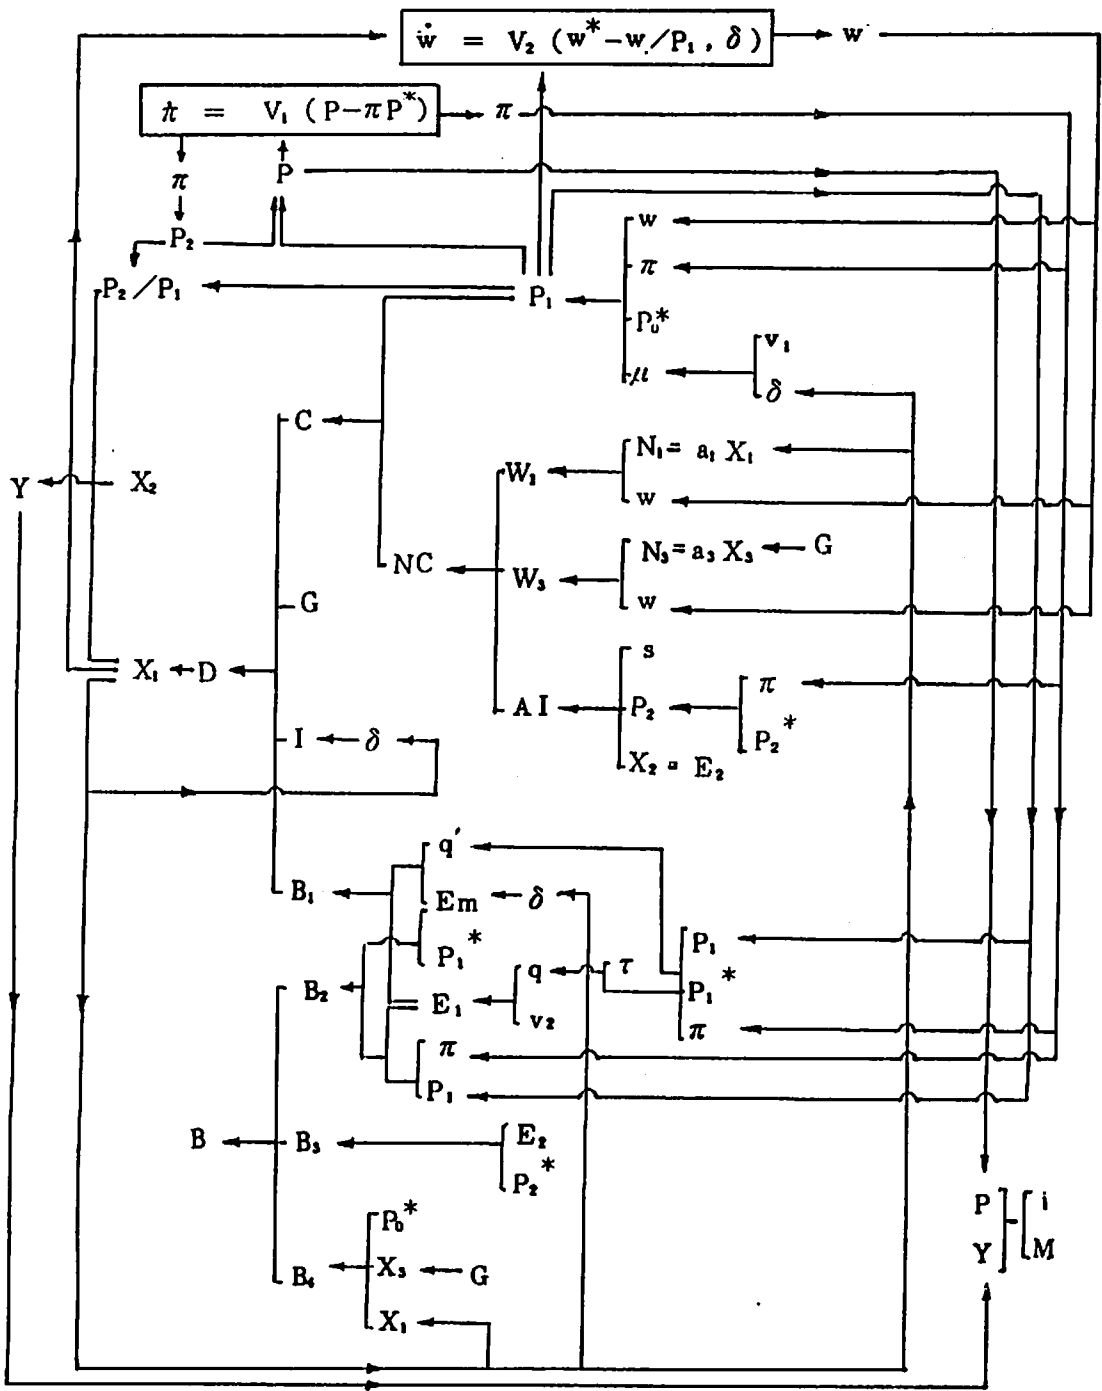 ẇ = V₂ (w*−w/P₁, δ)
w
π̇ = V₁ (P−πP*)
π
π
P
P₂
w
P₂/P₁
π
P₁
P₀*
v₁
μ
δ
C
N₁= a₁ X₁
W₁
Y
X₂
w
N₃= a₃ X₃
G
NC
W₃
G
w
s
X₁
D
π
AI
P₂
P₂*
I
δ
X₂ = E₂
q′
B₁
Em
δ
P₁
P₁*
q
τ
P₁*
B₂
E₁
v₂
π
π
P₁
E₂
B
B₃
P₂*
P
i
P₀*
Y
M
B₄
X₃
G
X₁